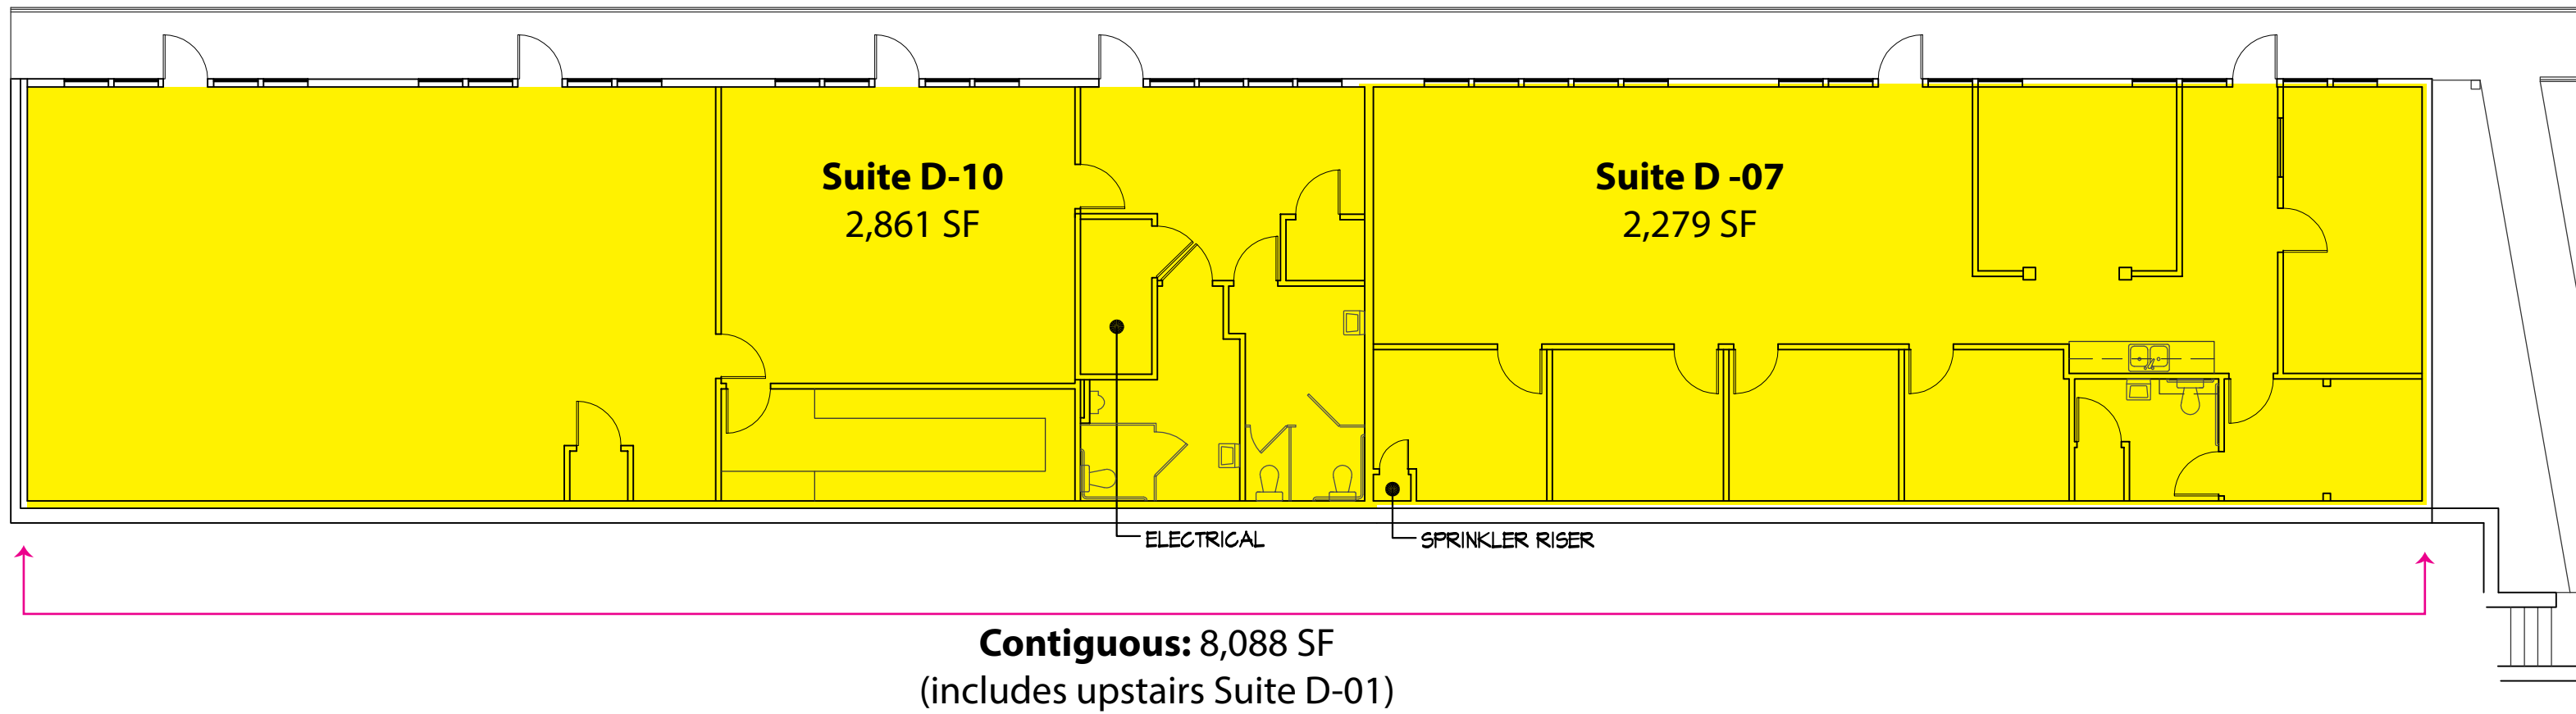 Suite D-10
2,861 SF
Suite D -07
2,279 SF
ELECTRICAL
SPRINKLER RISER
Contiguous: 8,088 SF
(includes upstairs Suite D-01)